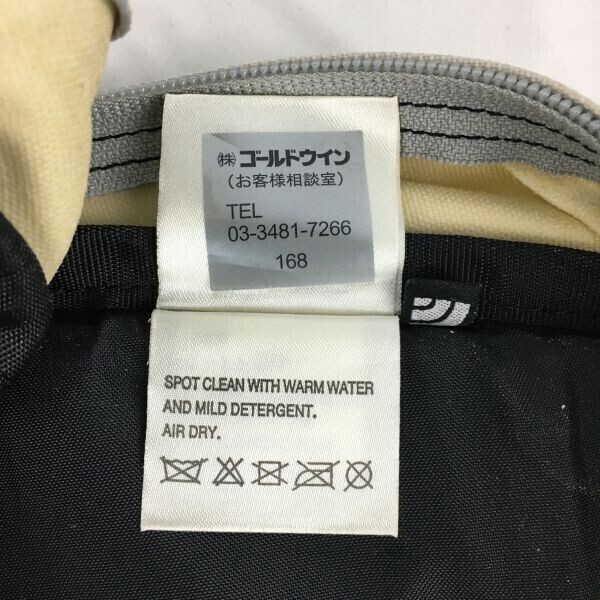 ㈱ゴールドウイン
(お客様相談室)
TEL
03-3481-7266
168
SPOT CLEAN WITH WARM WATER
AND MILD DETERGENT.
AIR DRY.